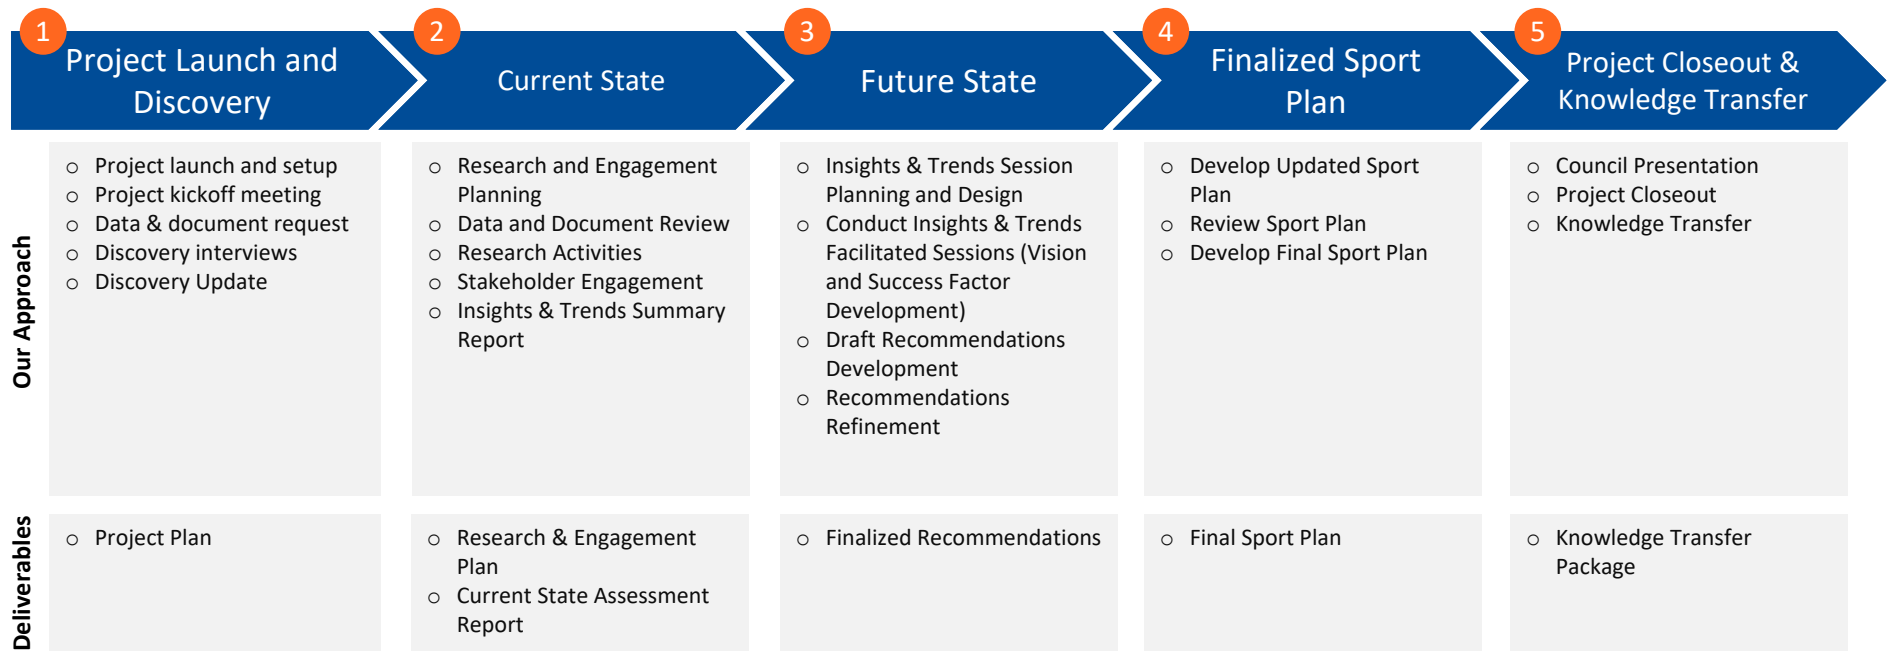 1
Project Launch and
Discovery
2
Current State
3
Future State
4
Finalized Sport
Plan
5
Project Closeout &
Knowledge Transfer
Our Approach
o Project launch and setup
o Project kickoff meeting
o Data & document request
o Discovery interviews
o Discovery Update
o Research and Engagement
Planning
o Data and Document Review
o Research Activities
o Stakeholder Engagement
o Insights & Trends Summary
Report
o Insights & Trends Session
Planning and Design
o Conduct Insights & Trends
Facilitated Sessions (Vision
and Success Factor
Development)
o Draft Recommendations
Development
o Recommendations
Refinement
o Develop Updated Sport
Plan
o Review Sport Plan
o Develop Final Sport Plan
o Council Presentation
o Project Closeout
o Knowledge Transfer
Deliverables
o Project Plan
o Research & Engagement
Plan
o Current State Assessment
Report
o Finalized Recommendations
o Final Sport Plan
o Knowledge Transfer
Package